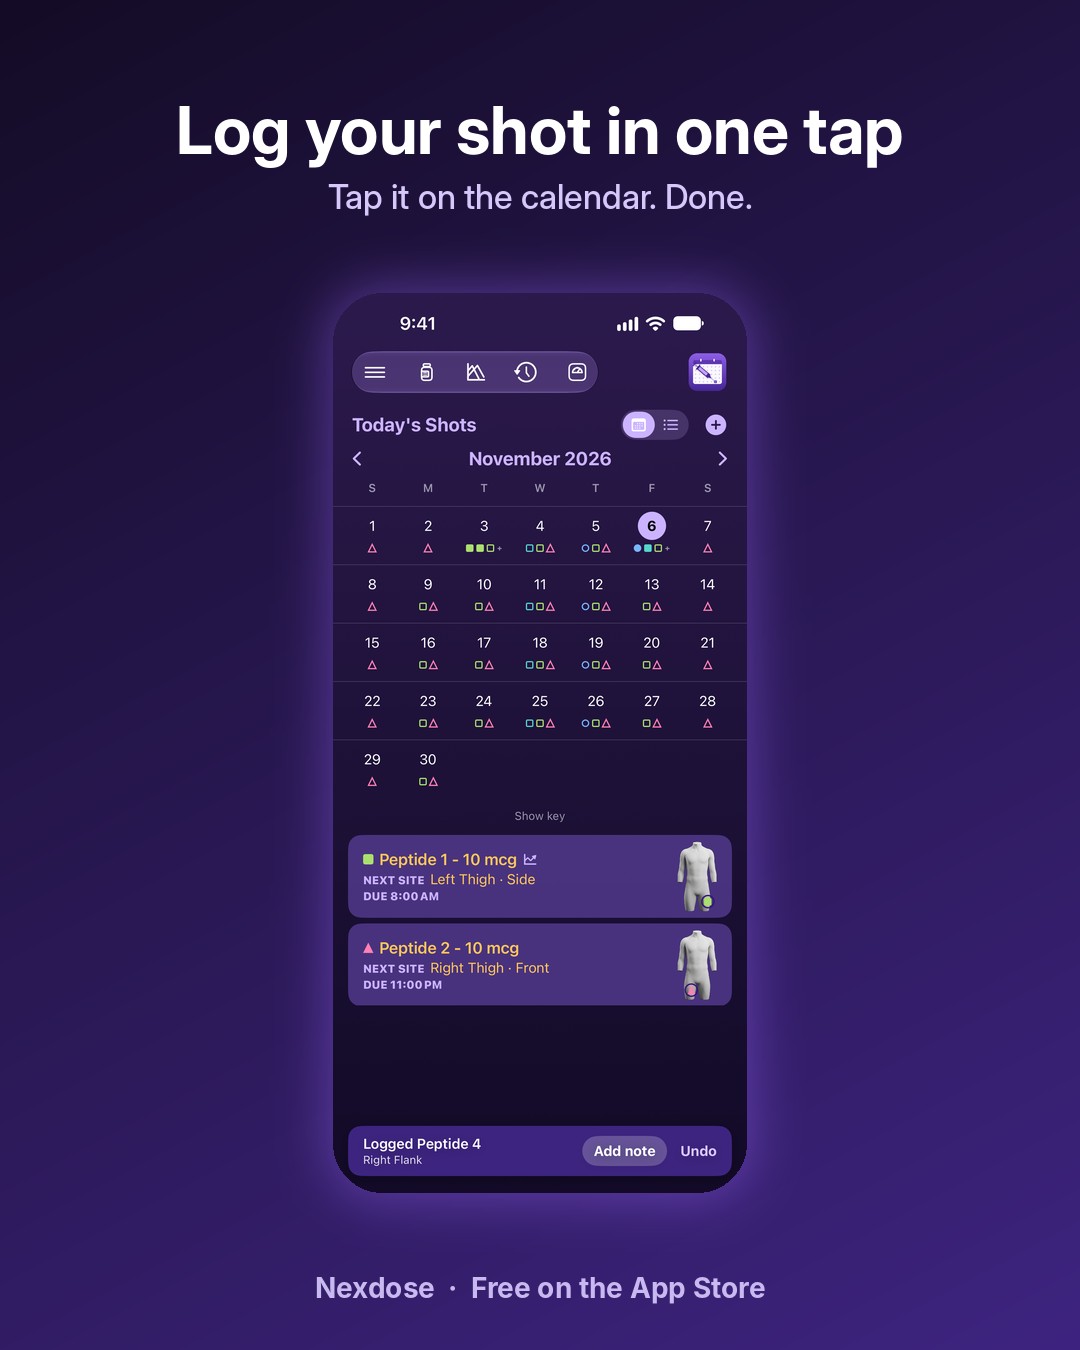 Log your shot in one tap
Tap it on the calendar. Done.
9:41
Today's Shots
November 2026
S M T W T F S
1 2 3 4 5 6 7
8 9 10 11 12 13 14
15 16 17 18 19 20 21
22 23 24 25 26 27 28
29 30
Show key
Peptide 1 - 10 mcg
NEXT SITE Left Thigh · Side
DUE 8:00 AM
Peptide 2 - 10 mcg
NEXT SITE Right Thigh · Front
DUE 11:00 PM
Logged Peptide 4
Right Flank
Add note Undo
Nexdose · Free on the App Store